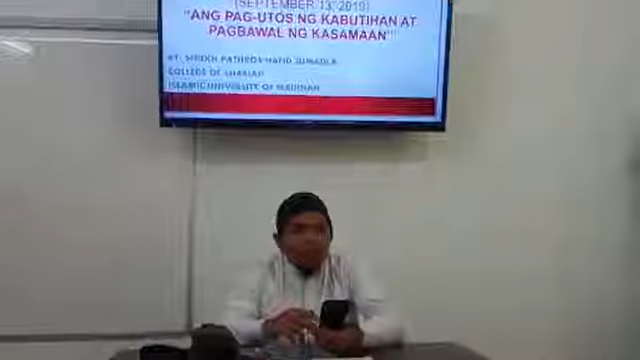 (SEPTEMBER 13, 2019)
"ANG PAG-UTOS NG KABUTIHAN AT
PAGBAWAL NG KASAMAAN"
COLLEGE OF SHARIAH
ISLAMIC UNIVERSITY OF MADINAH